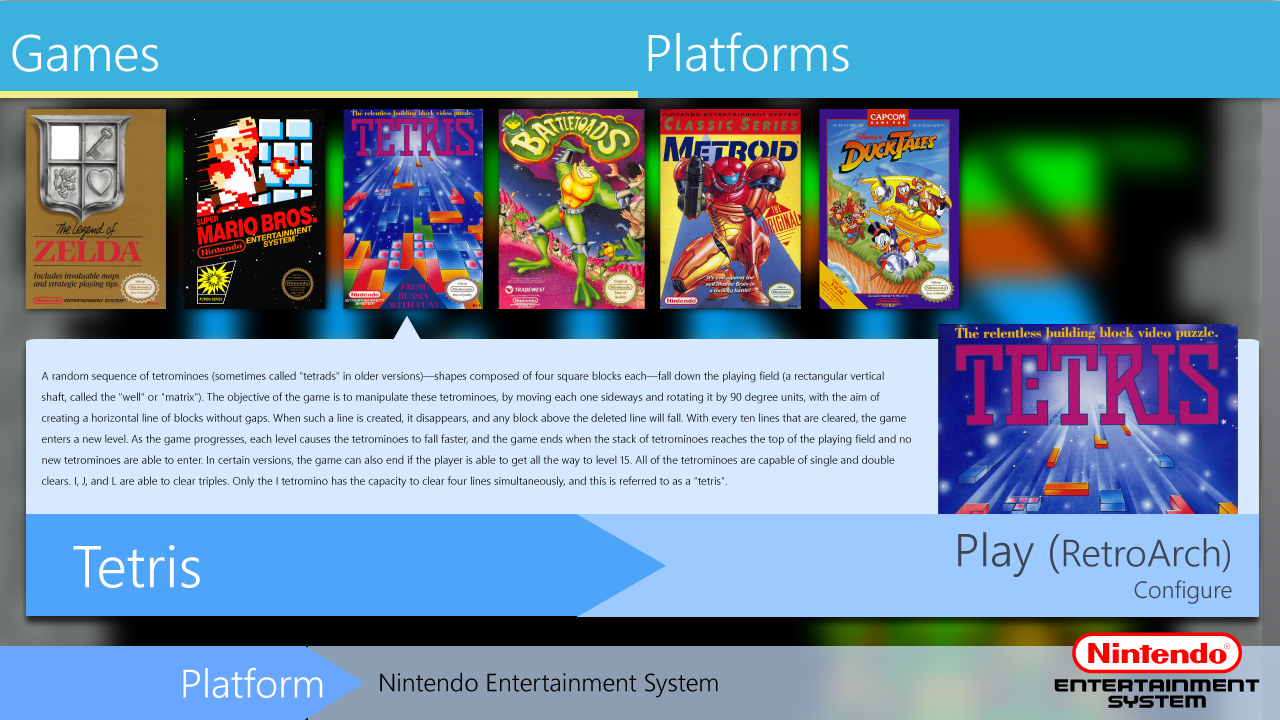 Games
Platforms
The Legend of
ZELDA
Includes invaluable maps
and strategic playing tips.
Nintendo ENTERTAINMENT SYSTEM
SUPER
MARIO BROS.
Nintendo ENTERTAINMENT
SYSTEM
ACTION SERIES
The relentless building block video puzzle.
TETRIS
FROM
RUSSIA
WITH FUN!
Nintendo
BATTLETOADS
TRADEWEST
Nintendo
NINTENDO ENTERTAINMENT SYSTEM
CLASSIC SERIES
METROID
THE
ORIGINAL
It's you against the
evil Mother Brain in
a thrilling battle!
Nintendo
CAPCOM
Disney's
DUCKTALES
A random sequence of tetrominoes (sometimes called "tetrads" in older versions)—shapes composed of four square blocks each—fall down the playing field (a rectangular vertical
shaft, called the "well" or "matrix"). The objective of the game is to manipulate these tetrominoes, by moving each one sideways and rotating it by 90 degree units, with the aim of
creating a horizontal line of blocks without gaps. When such a line is created, it disappears, and any block above the deleted line will fall. With every ten lines that are cleared, the game
enters a new level. As the game progresses, each level causes the tetrominoes to fall faster, and the game ends when the stack of tetrominoes reaches the top of the playing field and no
new tetrominoes are able to enter. In certain versions, the game can also end if the player is able to get all the way to level 15. All of the tetrominoes are capable of single and double
clears. I, J, and L are able to clear triples. Only the I tetromino has the capacity to clear four lines simultaneously, and this is referred to as a "tetris".
The relentless building block video puzzle.
TETRIS*
Tetris
Play (RetroArch)
Configure
Platform
Nintendo Entertainment System
Nintendo®
ENTERTAINMENT
SYSTEM